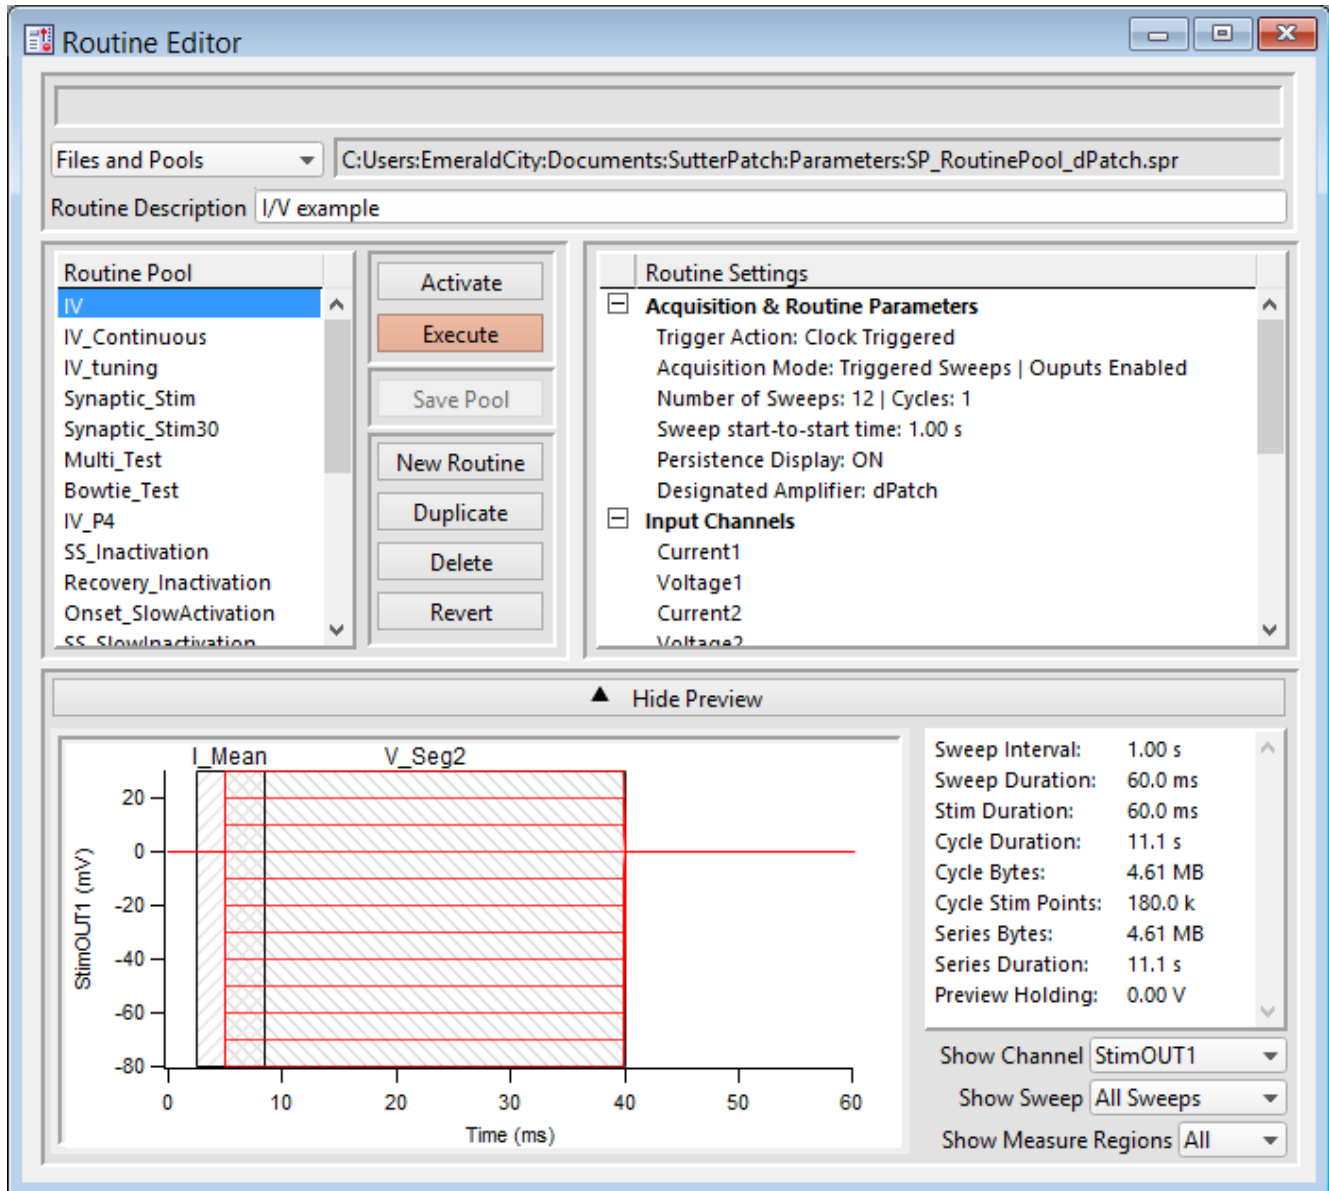 Routine Editor
Files and Pools
C:Users:EmeraldCity:Documents:SutterPatch:Parameters:SP_RoutinePool_dPatch.spr
Routine Description I/V example
Routine Pool
IV
IV_Continuous
IV_tuning
Synaptic_Stim
Synaptic_Stim30
Multi_Test
Bowtie_Test
IV_P4
SS_Inactivation
Recovery_Inactivation
Onset_SlowActivation
SS_SlowInactivation
Activate
Execute
Save Pool
New Routine
Duplicate
Delete
Revert
Routine Settings
Acquisition & Routine Parameters
Trigger Action: Clock Triggered
Acquisition Mode: Triggered Sweeps | Ouputs Enabled
Number of Sweeps: 12 | Cycles: 1
Sweep start-to-start time: 1.00 s
Persistence Display: ON
Designated Amplifier: dPatch
Input Channels
Current1
Voltage1
Current2
Voltage2
Hide Preview
I_Mean V_Seg2
StimOUT1 (mV)
20
0
-20
-40
-60
-80
0 10 20 30 40 50 60
Time (ms)
Sweep Interval: 1.00 s
Sweep Duration: 60.0 ms
Stim Duration: 60.0 ms
Cycle Duration: 11.1 s
Cycle Bytes: 4.61 MB
Cycle Stim Points: 180.0 k
Series Bytes: 4.61 MB
Series Duration: 11.1 s
Preview Holding: 0.00 V
Show Channel StimOUT1
Show Sweep All Sweeps
Show Measure Regions All